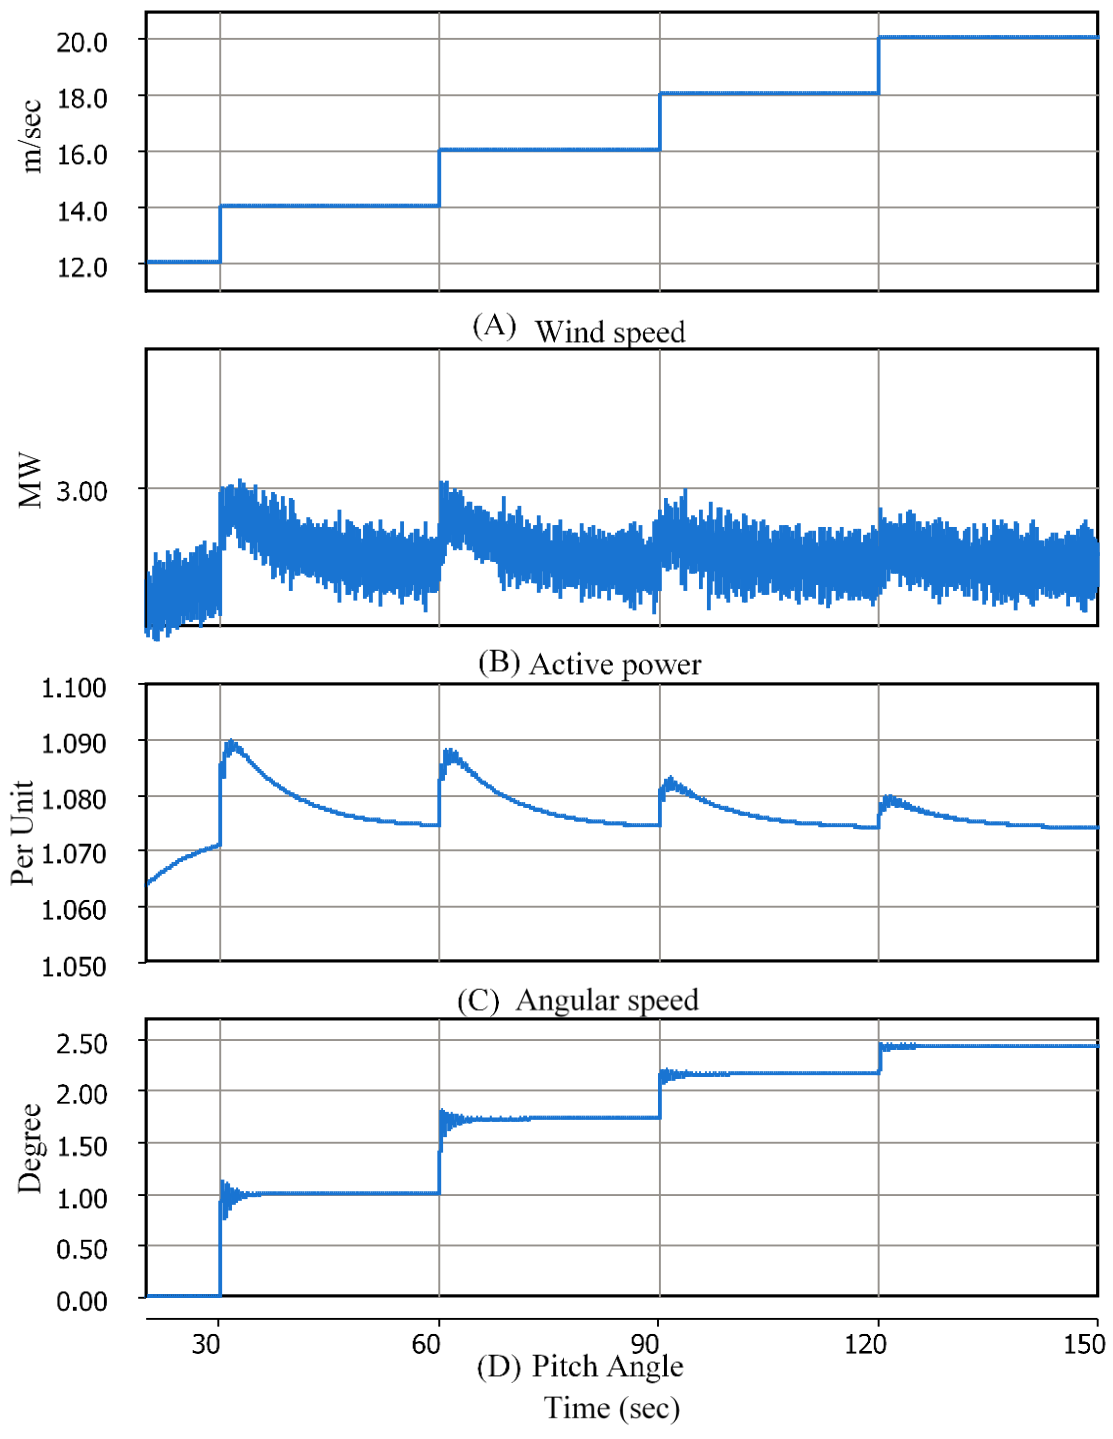 20.0
18.0
m/sec
16.0
14.0
12.0
(A) Wind speed
MW
3.00
(B) Active power
1.100
1.090
1.080
Per Unit
1.070
1.060
1.050
(C) Angular speed
2.50
2.00
1.50
Degree
1.00
0.50
0.00
30 60 90 120 150
(D) Pitch Angle
Time (sec)